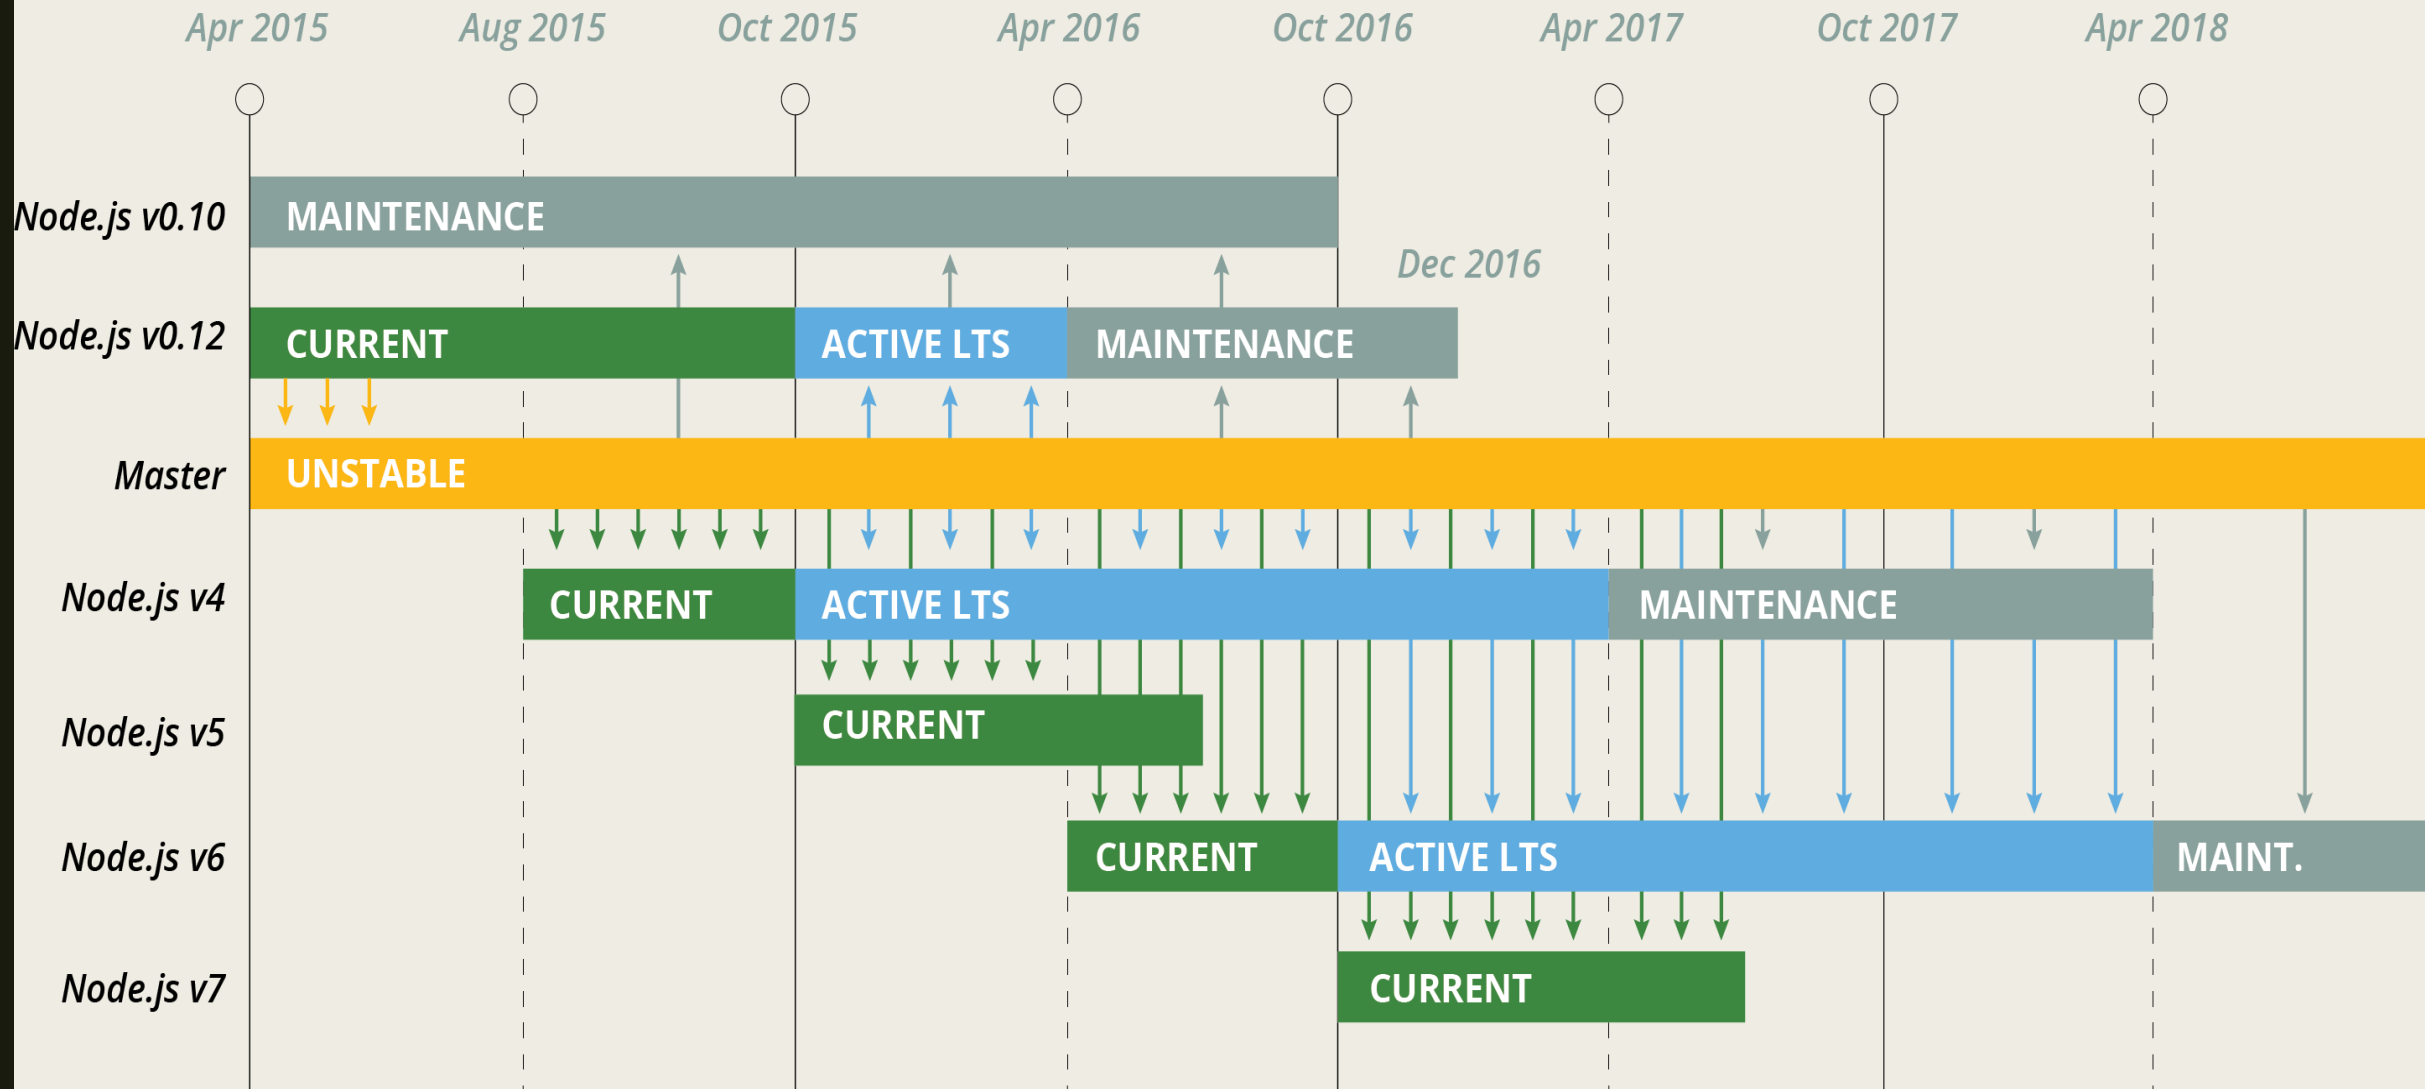 Apr 2015 Aug 2015 Oct 2015 Apr 2016 Oct 2016 Apr 2017 Oct 2017 Apr 2018
Node.js v0.10 MAINTENANCE
Dec 2016
Node.js v0.12 CURRENT ACTIVE LTS MAINTENANCE
Master UNSTABLE
Node.js v4 CURRENT ACTIVE LTS MAINTENANCE
Node.js v5 CURRENT
Node.js v6 CURRENT ACTIVE LTS MAINT.
Node.js v7 CURRENT